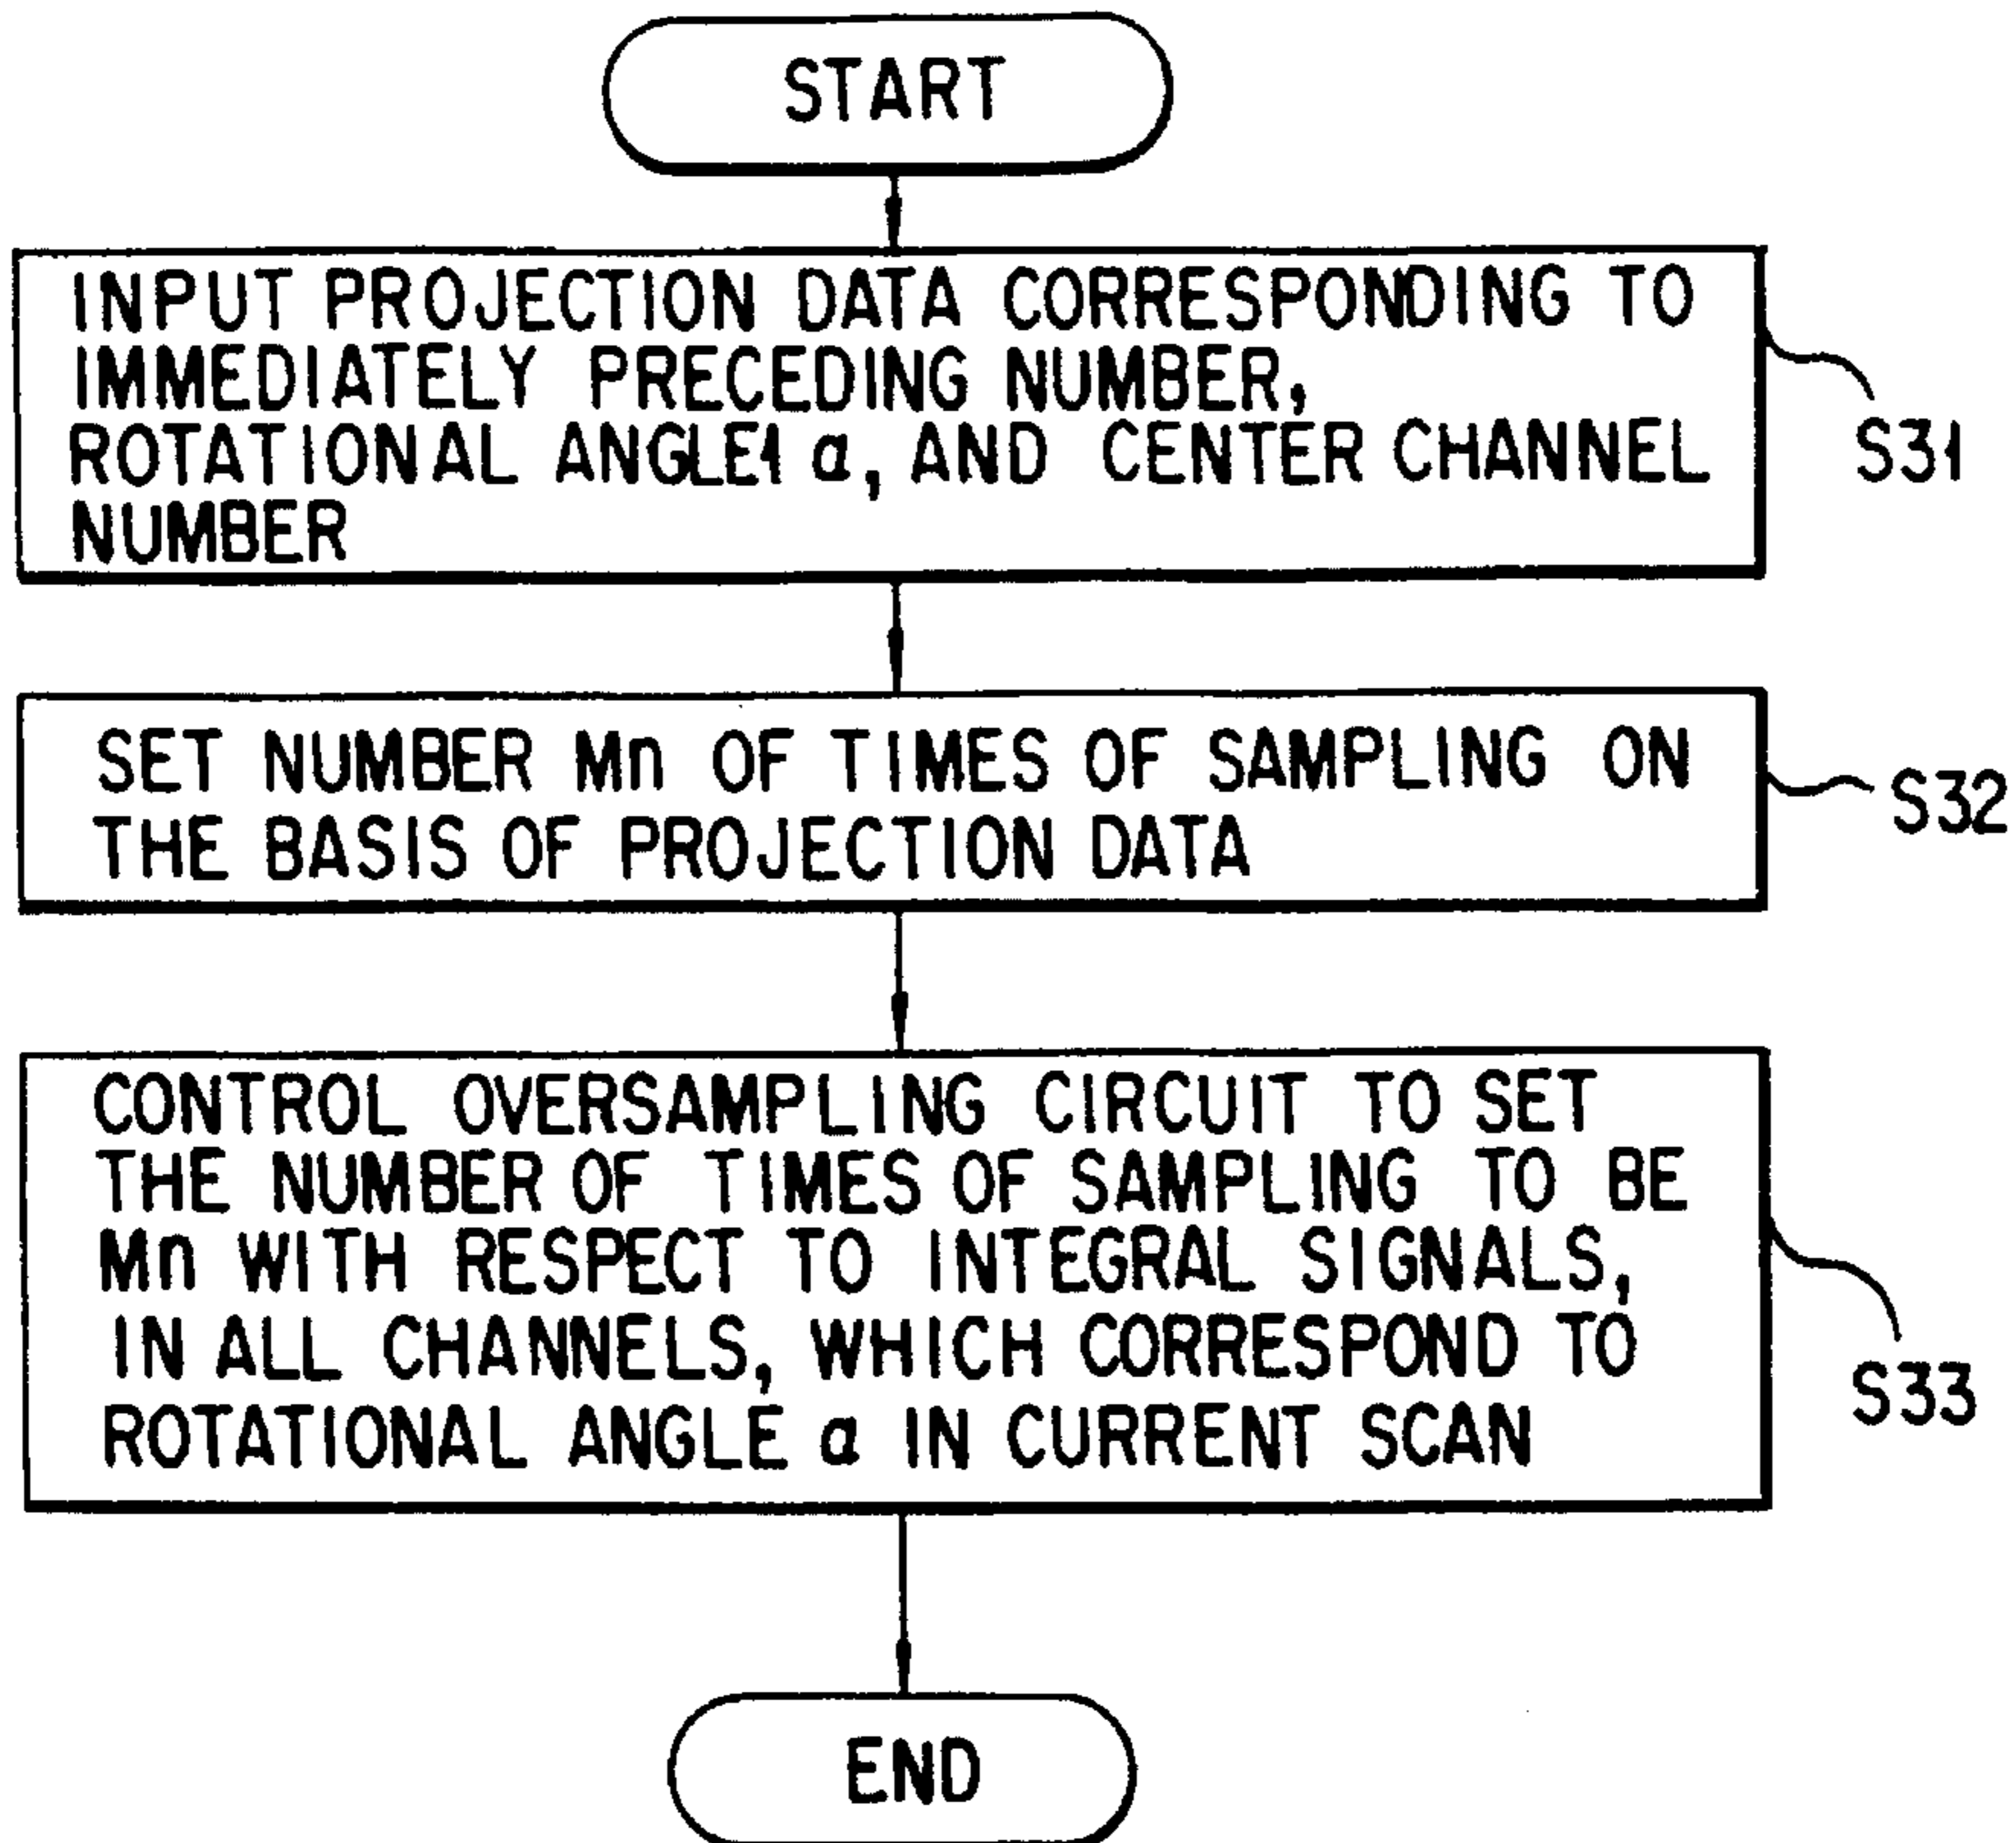 START
INPUT PROJECTION DATA CORRESPONDING TO
IMMEDIATELY PRECEDING NUMBER,
ROTATIONAL ANGLE1 α, AND CENTER CHANNEL
NUMBER
S31
SET NUMBER Mn OF TIMES OF SAMPLING ON
THE BASIS OF PROJECTION DATA
S32
CONTROL OVERSAMPLING CIRCUIT TO SET
THE NUMBER OF TIMES OF SAMPLING TO BE
Mn WITH RESPECT TO INTEGRAL SIGNALS,
IN ALL CHANNELS, WHICH CORRESPOND TO
ROTATIONAL ANGLE α IN CURRENT SCAN
S33
END